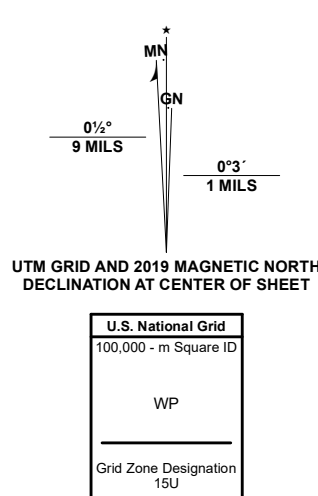 ★
MN
GN
0½°
9 MILS
0°3´
1 MILS
UTM GRID AND 2019 MAGNETIC NORTH
DECLINATION AT CENTER OF SHEET
U.S. National Grid
100,000 - m Square ID
WP
Grid Zone Designation
15U